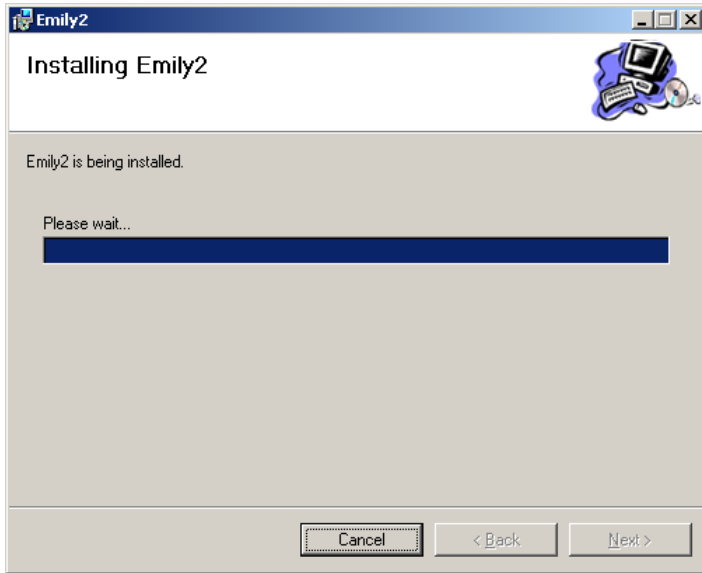 Emily2
Installing Emily2
Emily2 is being installed.
Please wait...
Cancel
< Back
Next >